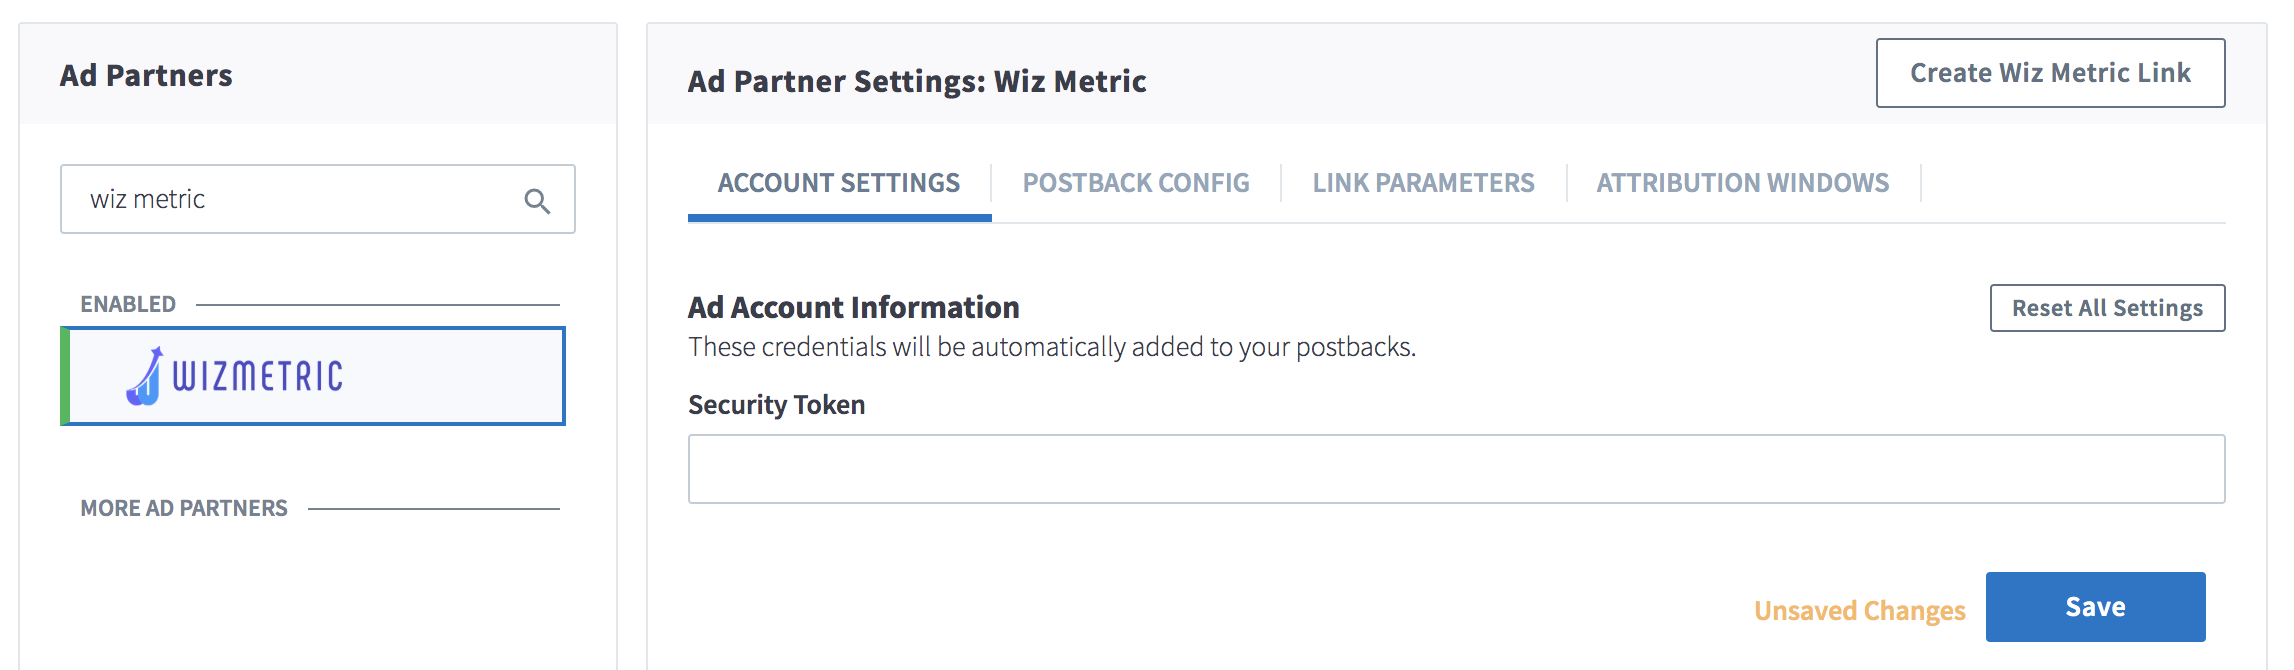 Ad Partners
wiz metric
ENABLED
WIZMETRIC
MORE AD PARTNERS
Ad Partner Settings: Wiz Metric
Create Wiz Metric Link
ACCOUNT SETTINGS
POSTBACK CONFIG
LINK PARAMETERS
ATTRIBUTION WINDOWS
Ad Account Information
Reset All Settings
These credentials will be automatically added to your postbacks.
Security Token
Unsaved Changes
Save